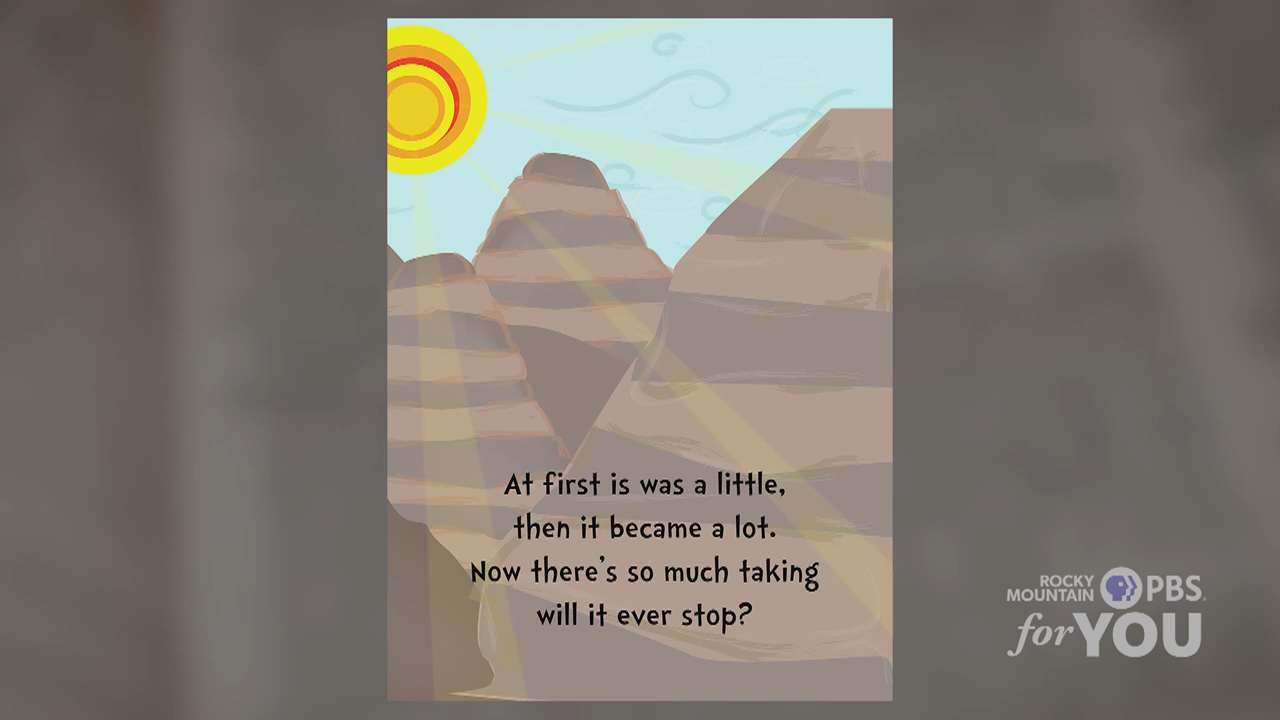 At first is was a little,
then it became a lot.
Now there's so much taking
will it ever stop?
ROCKY
MOUNTAIN PBS
for YOU